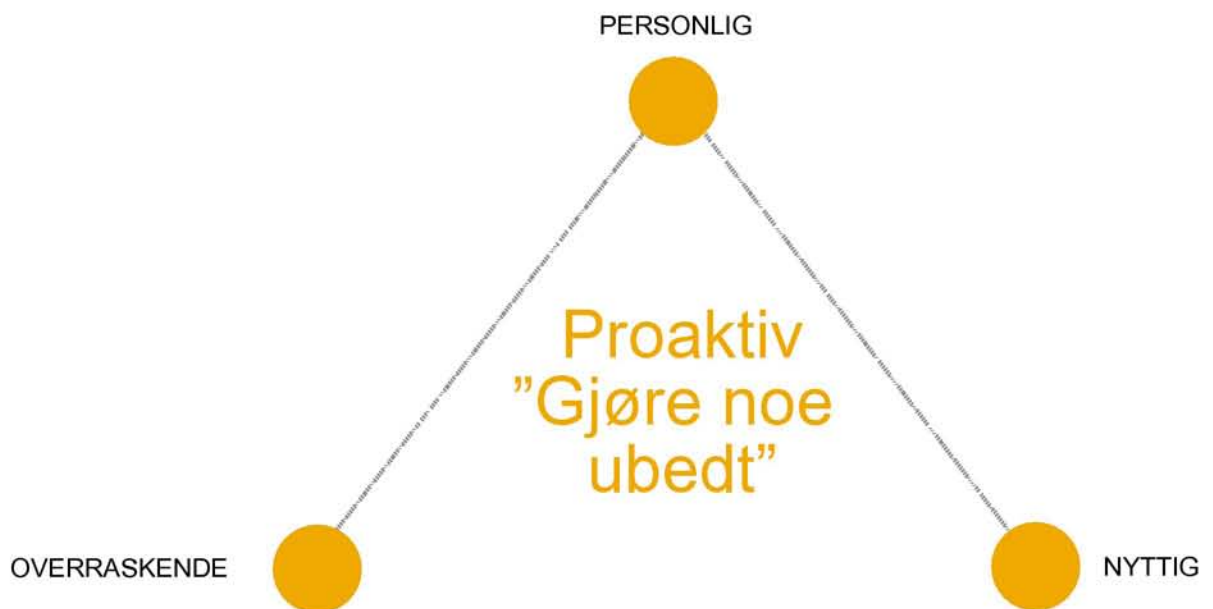 PERSONLIG
Proaktiv
”Gjøre noe
ubedt”
OVERRASKENDE
NYTTIG